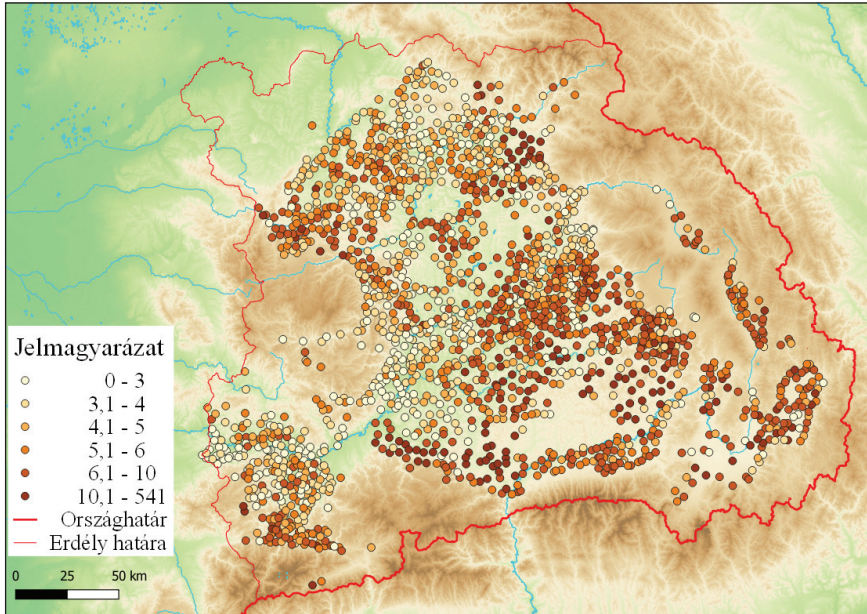 Jelmagyarázat
0 - 3
3,1 - 4
4,1 - 5
5,1 - 6
6,1 - 10
10,1 - 541
Országhatár
Erdély határa
0 25 50 km